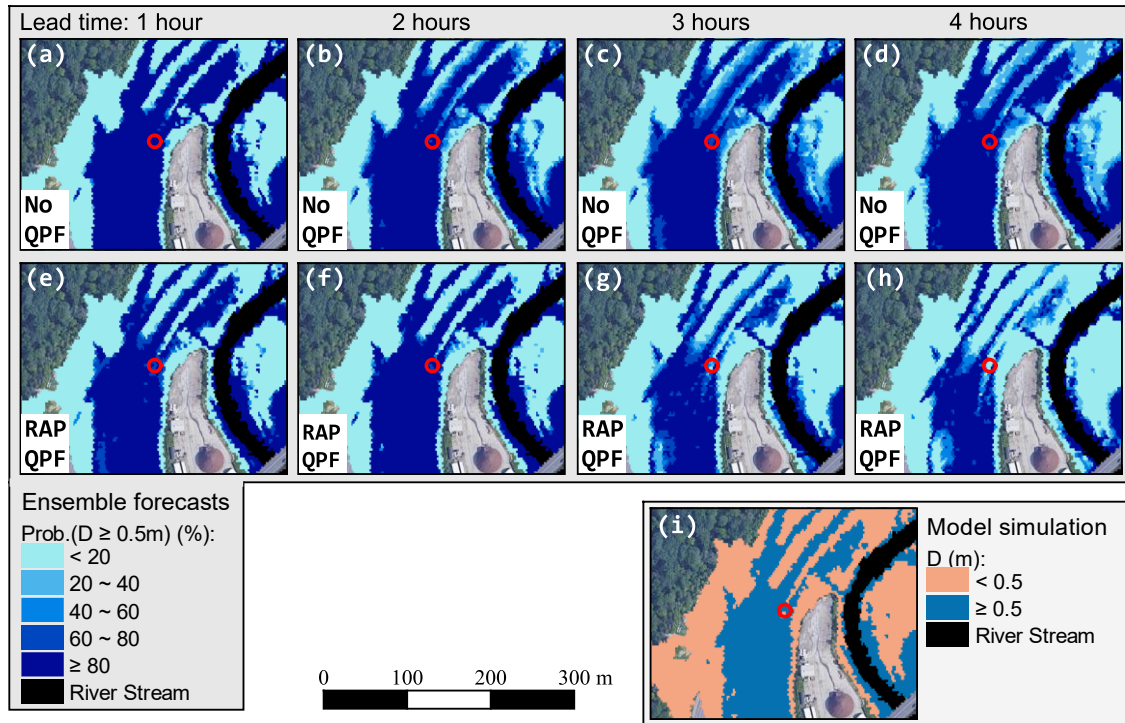 Lead time: 1 hour 2 hours 3 hours 4 hours
(a) (b) (c) (d)
No QPF No QPF No QPF No QPF
(e) (f) (g) (h)
RAP QPF RAP QPF RAP QPF RAP QPF
Ensemble forecasts
Prob.(D ≥ 0.5m) (%):
< 20
20 ~ 40
40 ~ 60
60 ~ 80
≥ 80
River Stream
0 100 200 300 m
(i)
Model simulation
D (m):
< 0.5
≥ 0.5
River Stream